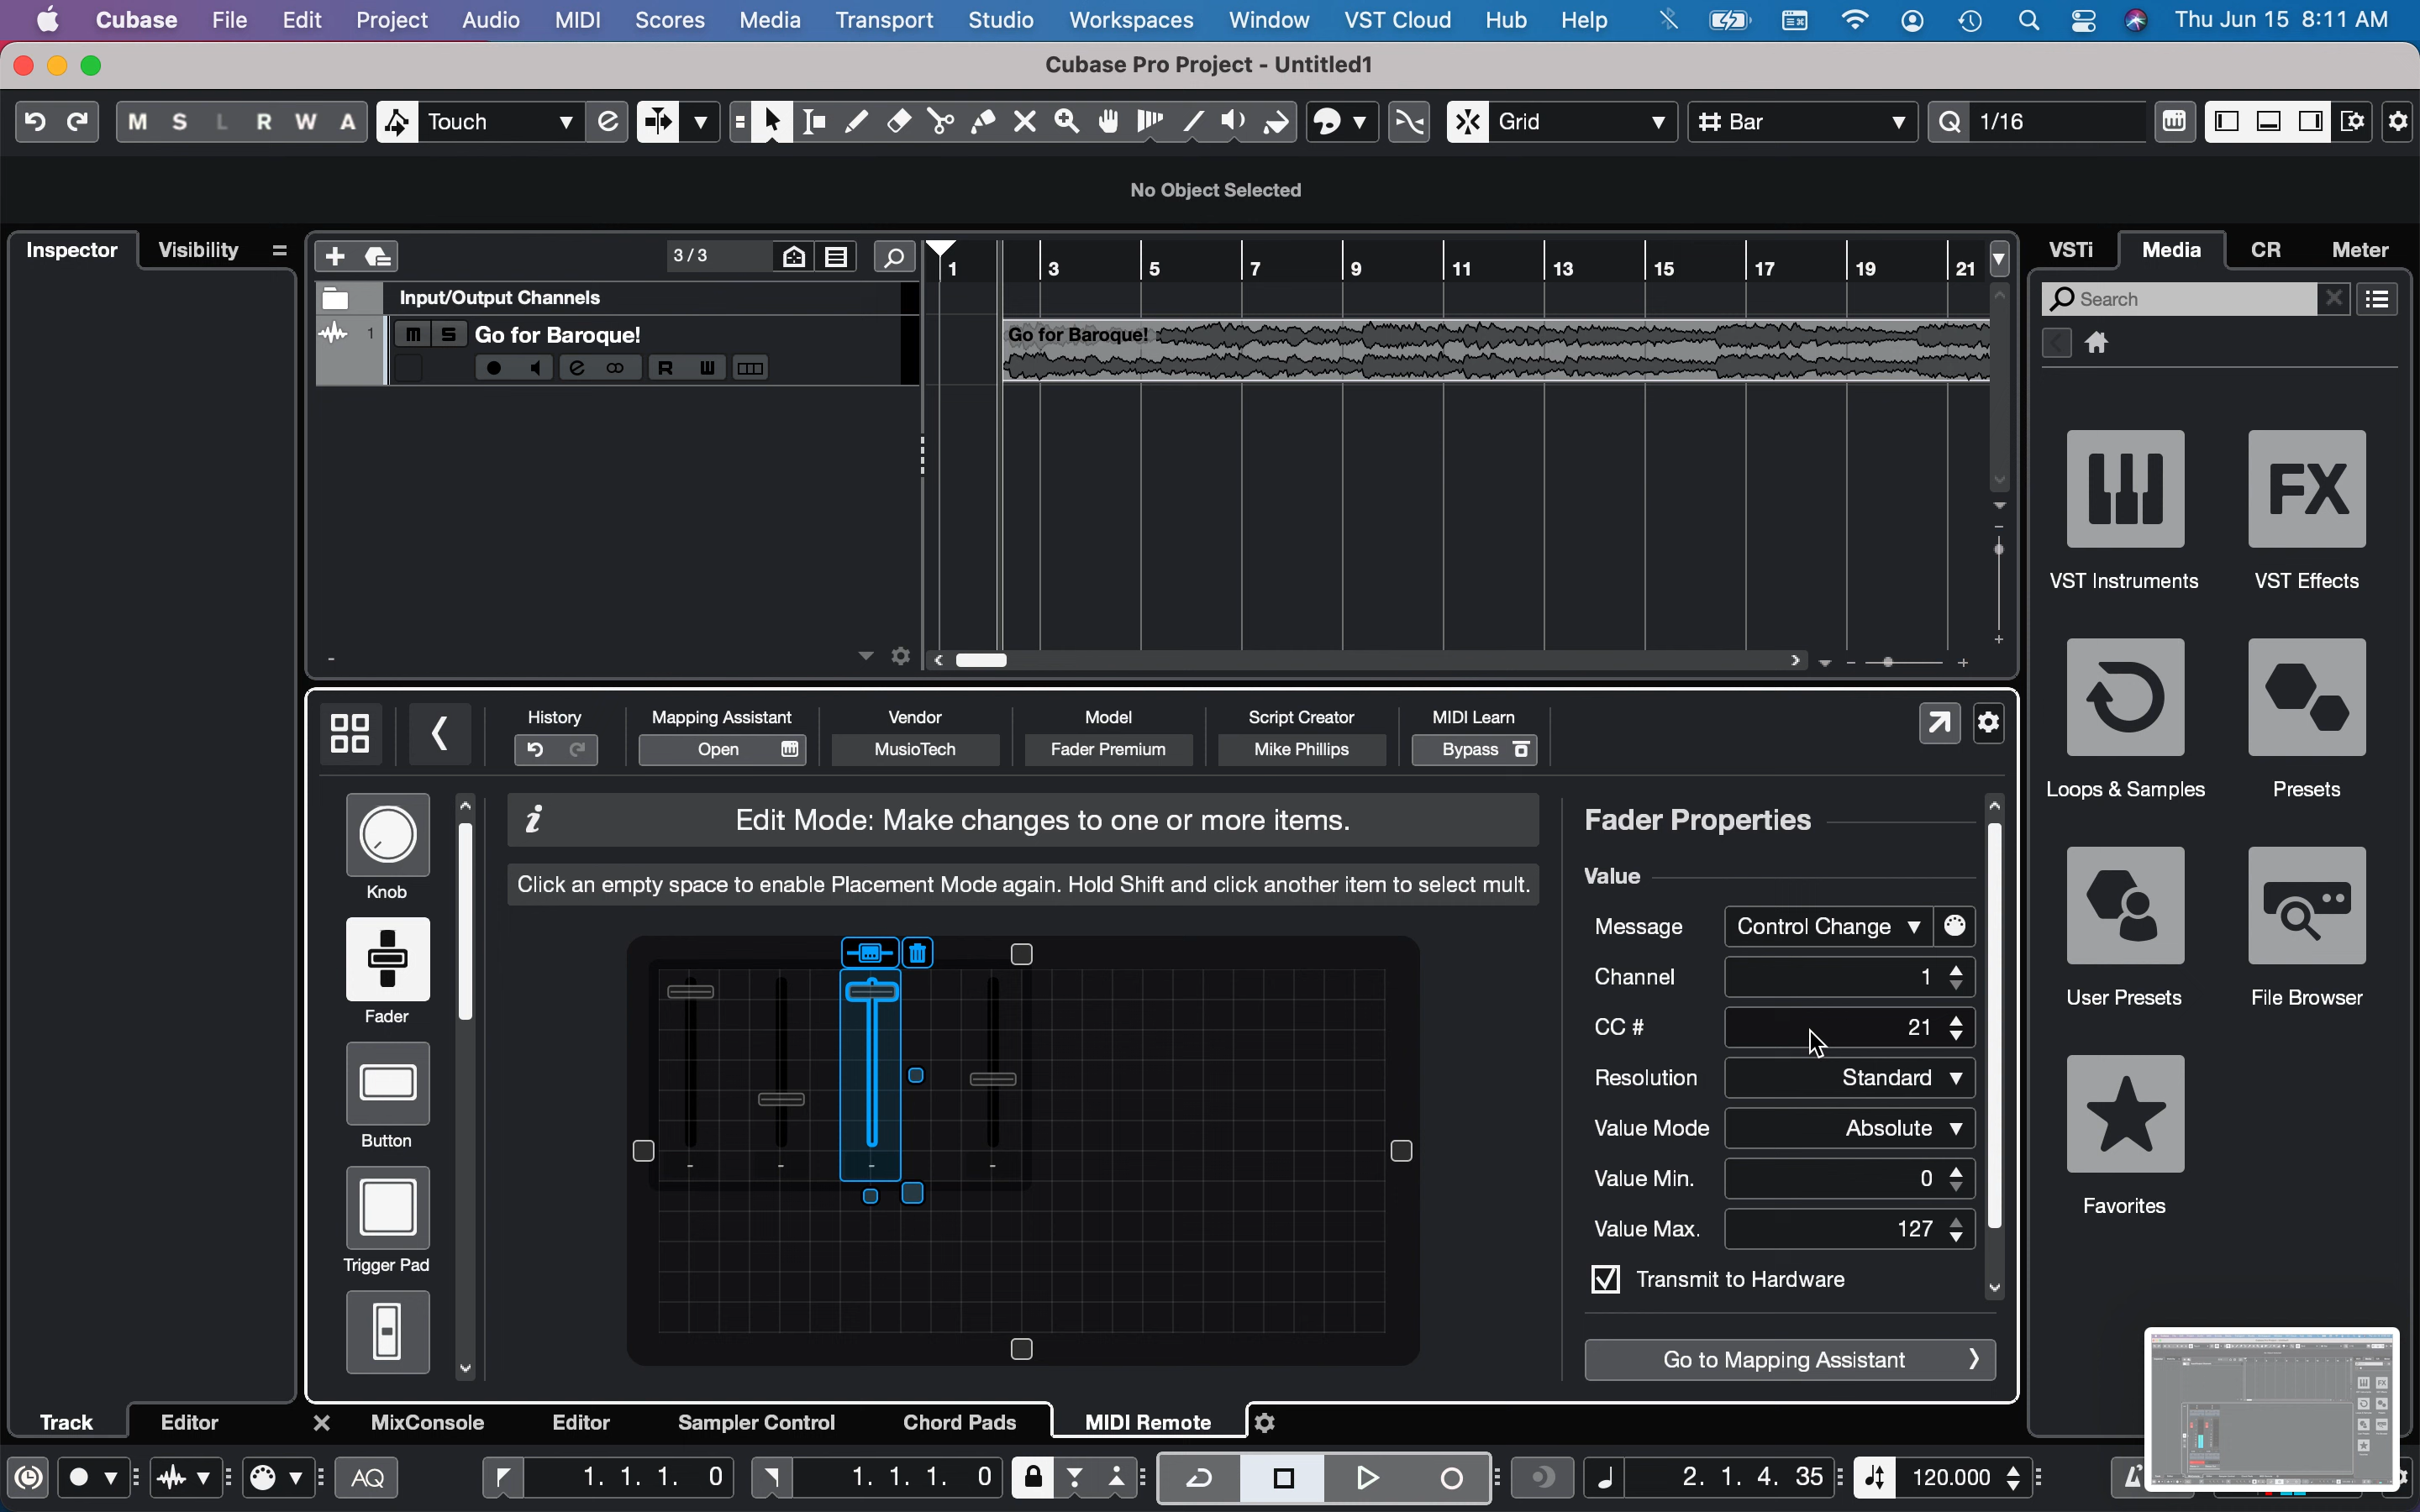 Cubase File Edit Project Audio MIDI Scores Media Transport Studio Workspaces Window VST Cloud Hub Help Thu Jun 15 8:11 AM
Cubase Pro Project - Untitled1
M S L R W A Touch Grid Bar Q 1/16
No Object Selected
Inspector Visibility
3 / 3
1 3 5 7 9 11 13 15 17 19 21
VSTi Media CR Meter
Search
Input/Output Channels
1 m S Go for Baroque!
R W
Go for Baroque!
VST Instruments
FX
VST Effects
Loops & Samples
Presets
User Presets
File Browser
Favorites
History
Mapping Assistant
Open
Vendor
MusioTech
Model
Fader Premium
Script Creator
Mike Phillips
MIDI Learn
Bypass
Knob
Fader
Button
Trigger Pad
i Edit Mode: Make changes to one or more items.
Click an empty space to enable Placement Mode again. Hold Shift and click another item to select mult.
Fader Properties
Value
Message Control Change
Channel 1
CC # 21
Resolution Standard
Value Mode Absolute
Value Min. 0
Value Max. 127
Transmit to Hardware
Go to Mapping Assistant
Track Editor
MixConsole Editor Sampler Control Chord Pads MIDI Remote
AQ 1. 1. 1. 0 1. 1. 1. 0 2. 1. 4. 35 120.000